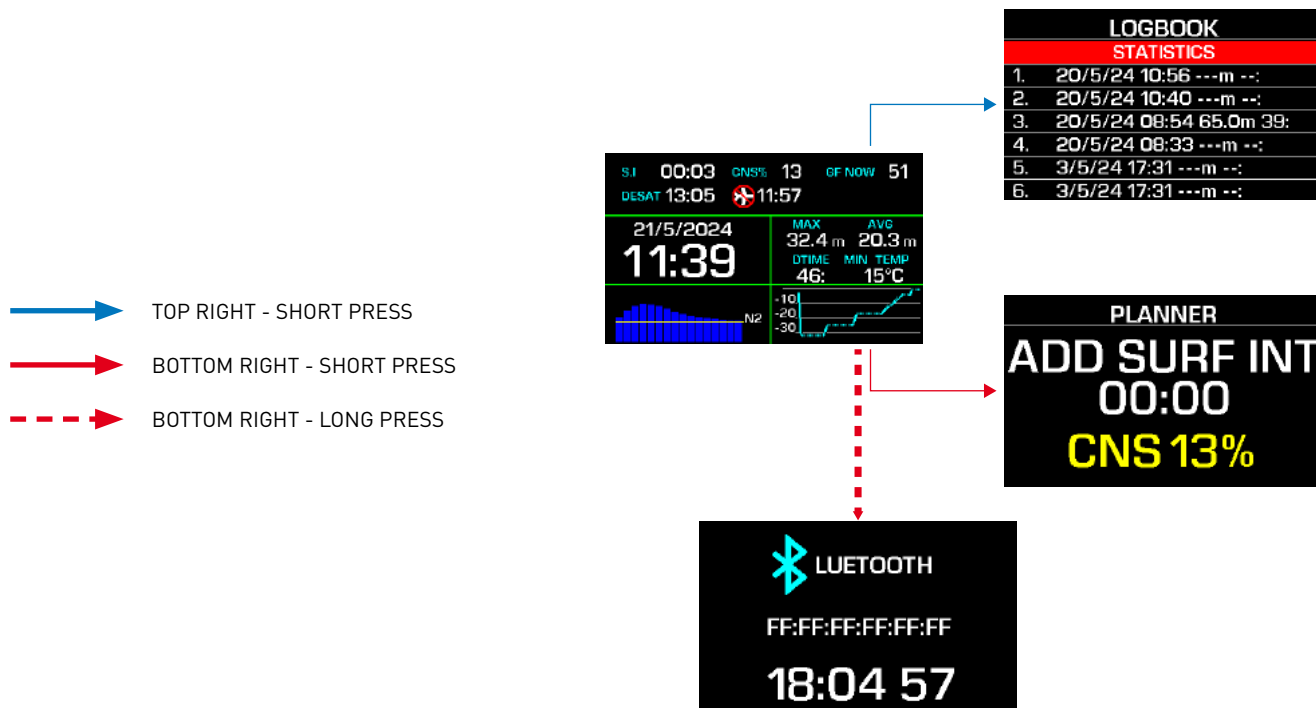 LOGBOOK
STATISTICS
1. 20/5/24 10:56 ---m --:
2. 20/5/24 10:40 ---m --:
3. 20/5/24 08:54 65.0m 39:
4. 20/5/24 08:33 ---m --:
5. 3/5/24 17:31 ---m --:
6. 3/5/24 17:31 ---m --:
S.I 00:03 CNS% 13 GF NOW 51
DESAT 13:05 11:57
21/5/2024
11:39
MAX AVG
32.4 m 20.3 m
DTIME MIN TEMP
46: 15°C
N2
-10
-20
-30
TOP RIGHT - SHORT PRESS
BOTTOM RIGHT - SHORT PRESS
BOTTOM RIGHT - LONG PRESS
PLANNER
ADD SURF INT
00:00
CNS 13%
LUETOOTH
FF:FF:FF:FF:FF:FF
18:04 57